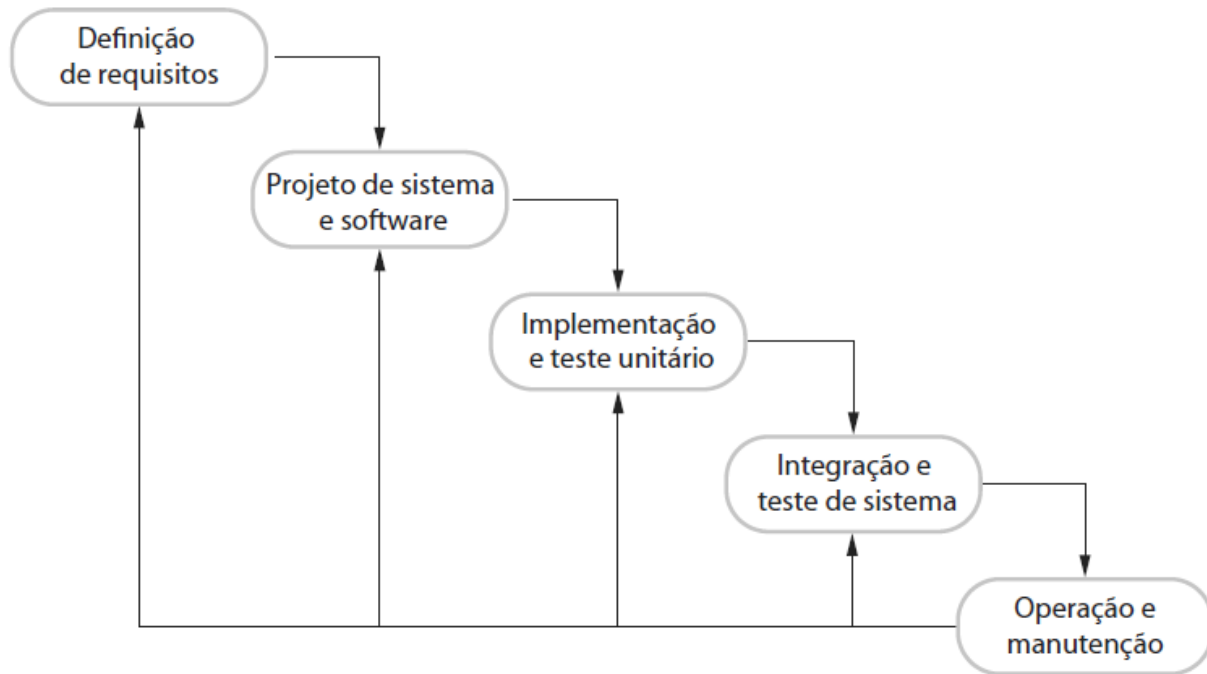 Definição
de requisitos
Projeto de sistema
e software
Implementação
e teste unitário
Integração e
teste de sistema
Operação e
manutenção